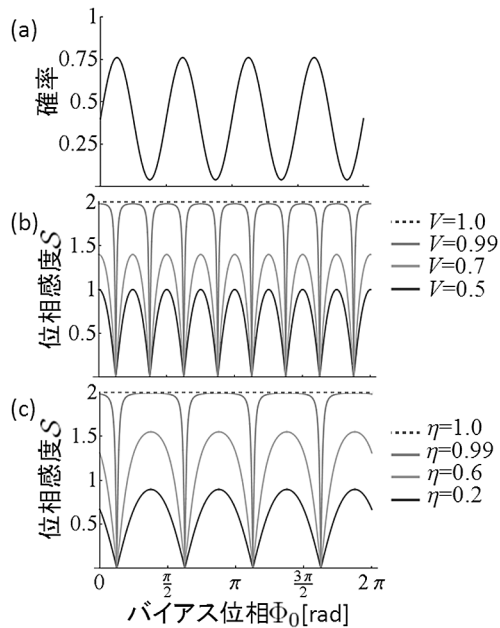 (a)
1
0.75
0.5
0.25
確率
(b)
2
1.5
1
0.5
位相感度𝒮
V=1.0
V=0.99
V=0.7
V=0.5
(c)
2
1.5
1
0.5
位相感度𝒮
η=1.0
η=0.99
η=0.6
η=0.2
0 π/2 π 3π/2 2π
バイアス位相Φ₀[rad]